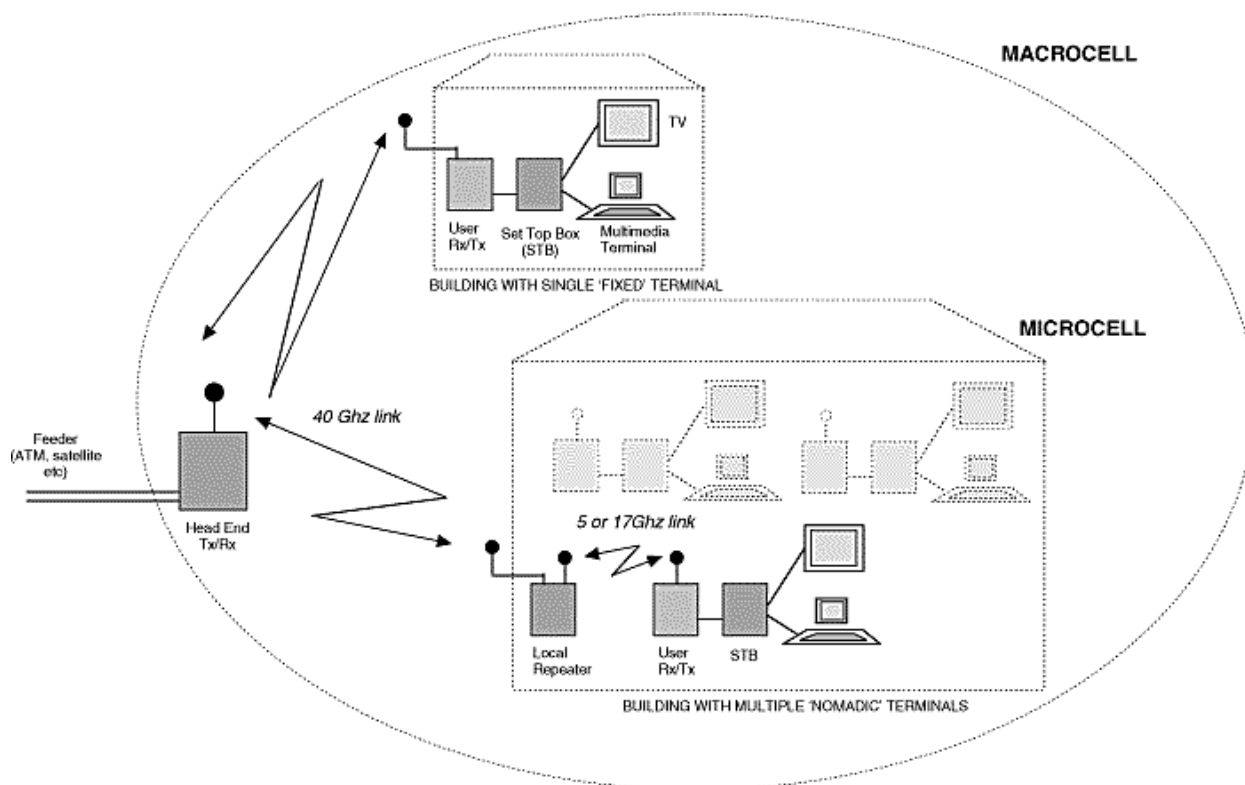 MACROCELL
TV
User
Rx/Tx
Set Top Box
(STB)
Multimedia
Terminal
BUILDING WITH SINGLE 'FIXED' TERMINAL
MICROCELL
40 Ghz link
Feeder
(ATM, satellite
etc)
Head End
Tx/Rx
5 or 17Ghz link
Local
Repeater
User
Rx/Tx
STB
BUILDING WITH MULTIPLE 'NOMADIC' TERMINALS